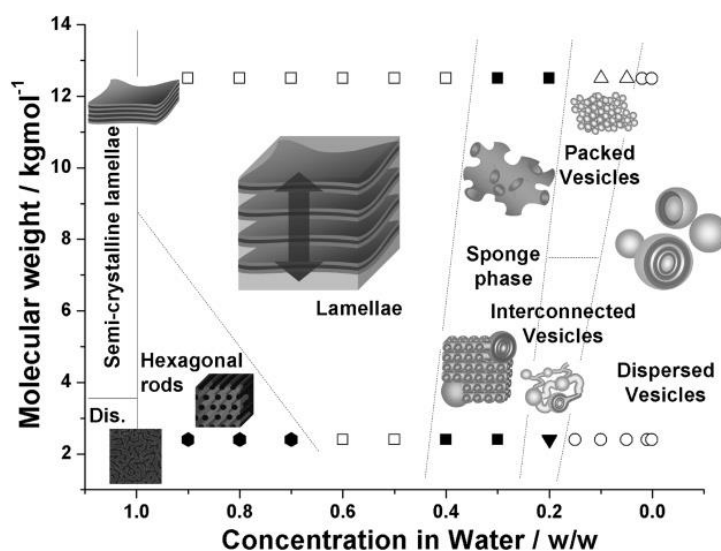 14
12
10
8
6
4
2
Molecular weight / kgmol⁻¹
Semi-crystalline lamellae
Dis.
Hexagonal
rods
Lamellae
Packed
Vesicles
Sponge
phase
Interconnected
Vesicles
Dispersed
Vesicles
1.0
0.8
0.6
0.4
0.2
0.0
Concentration in Water / w/w